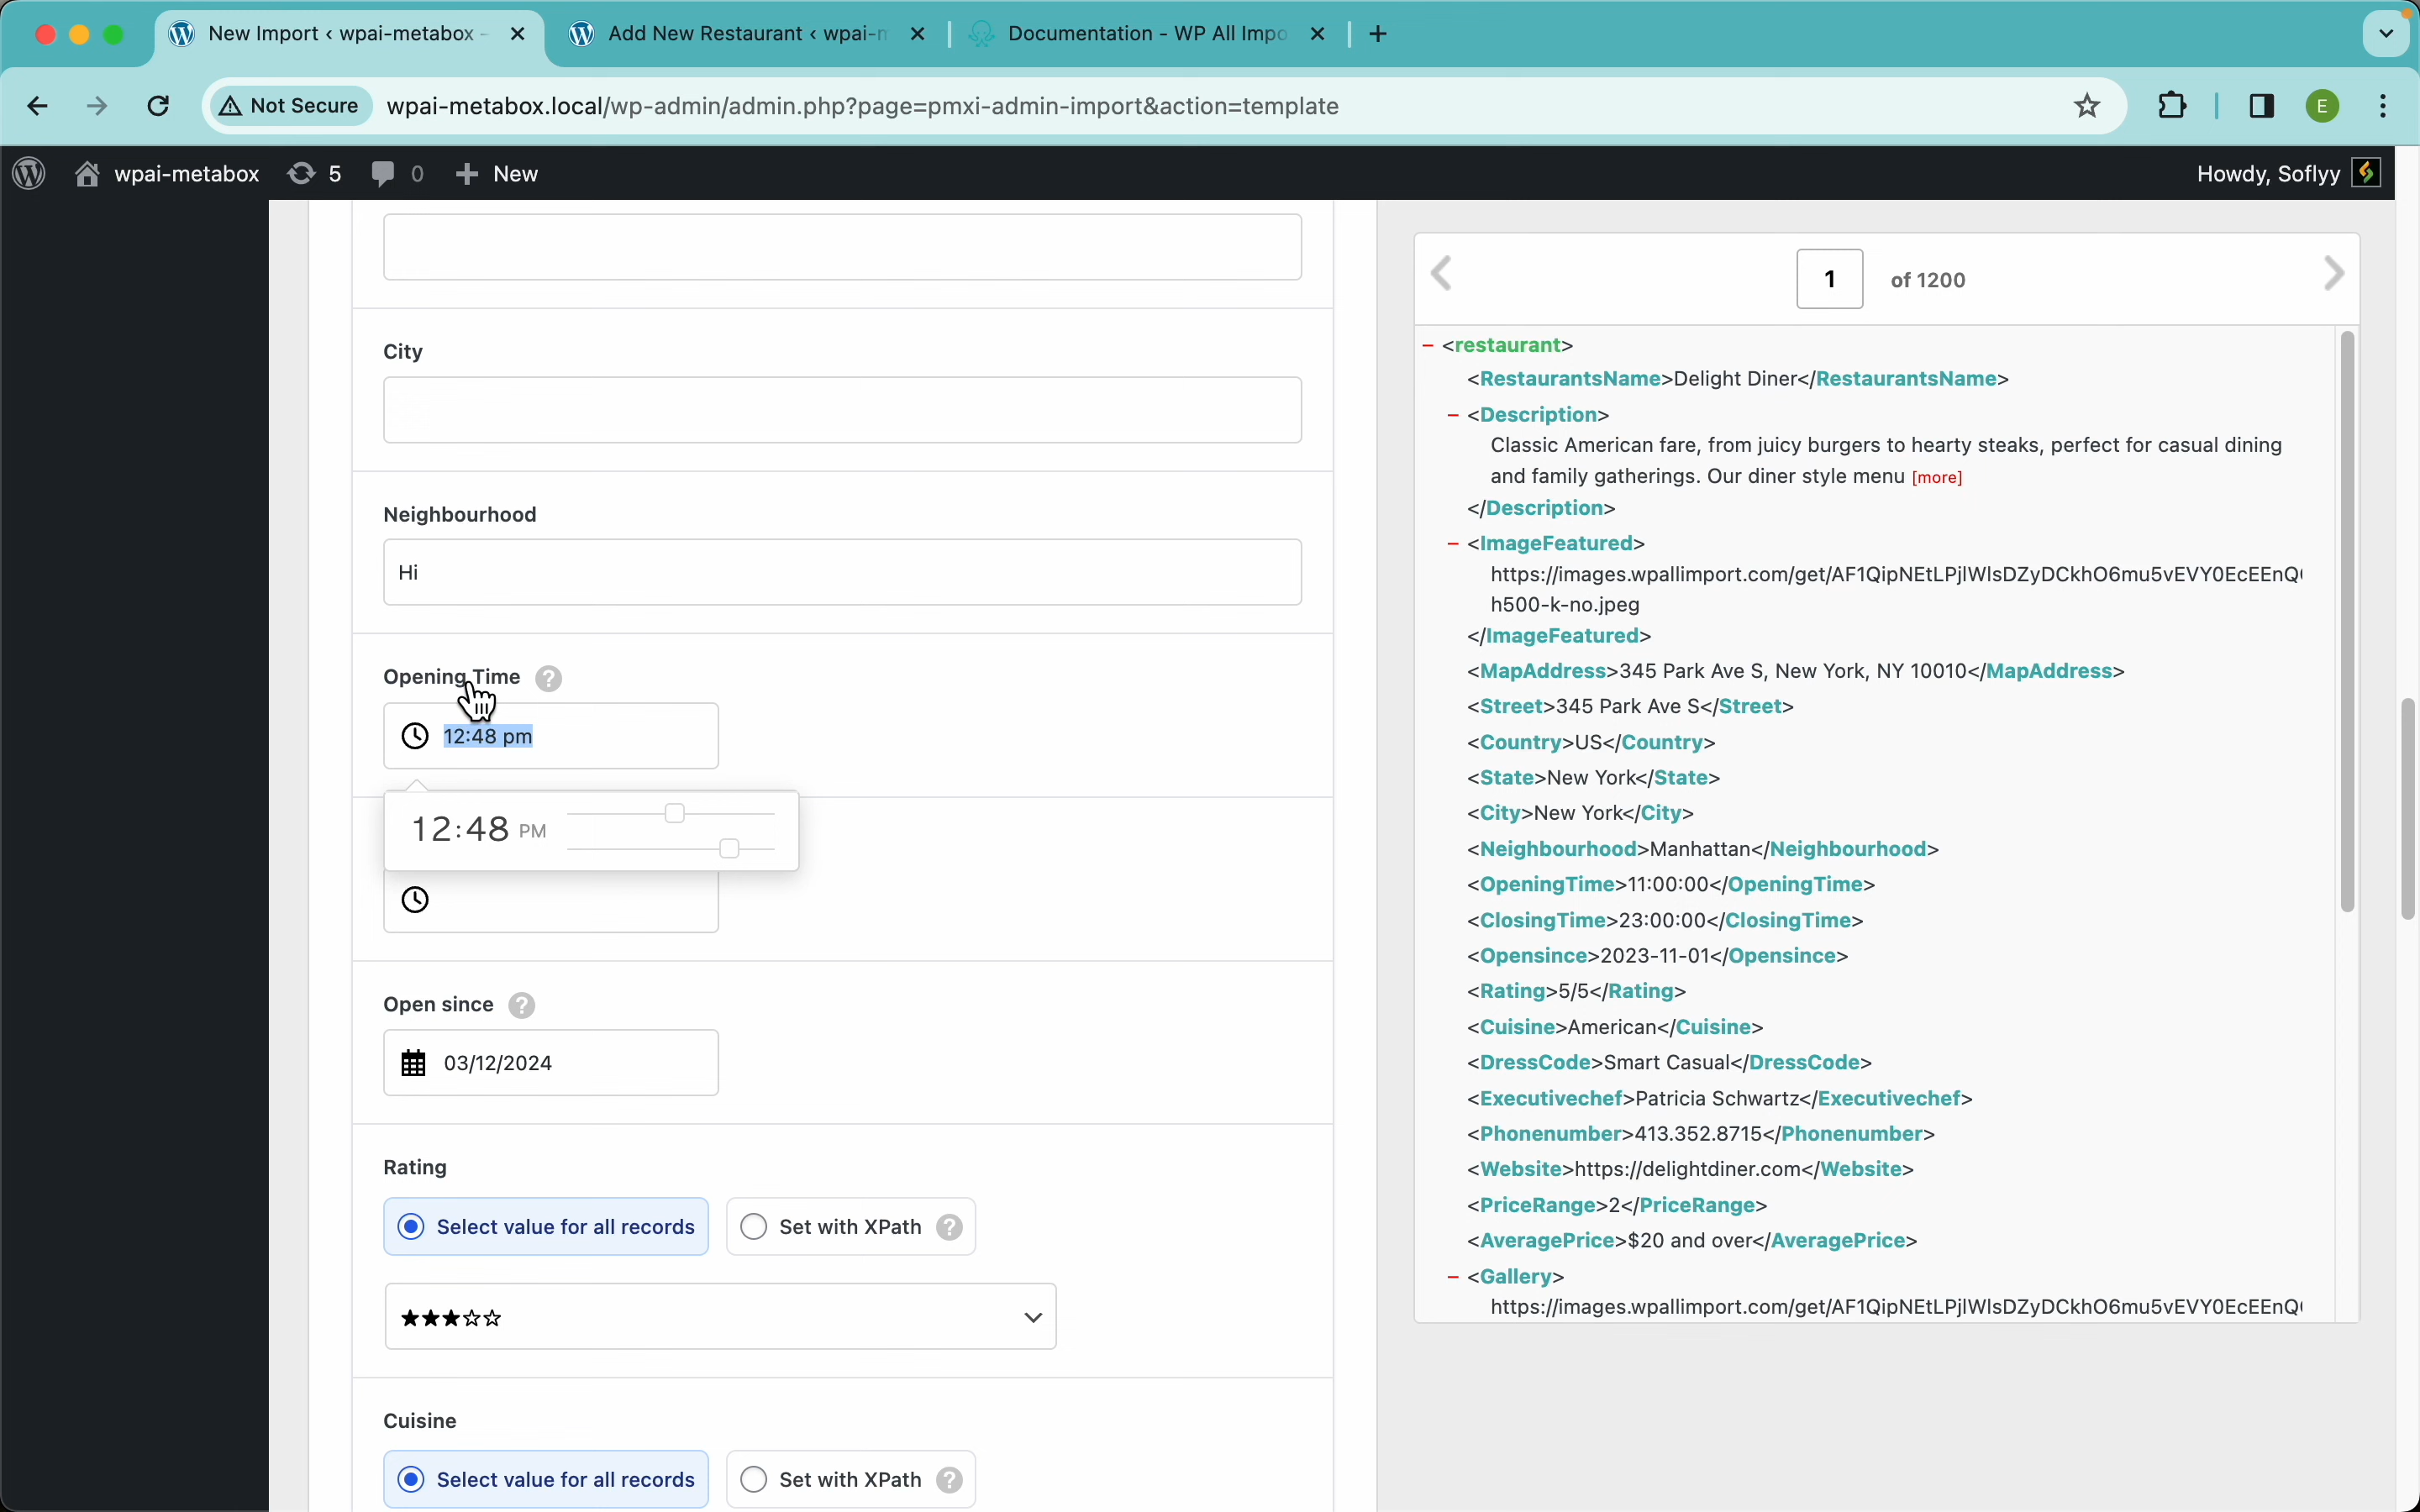 New Import ‹ wpai-metabox -
Add New Restaurant ‹ wpai-m
Documentation - WP All Impo
Not Secure
wpai-metabox.local/wp-admin/admin.php?page=pmxi-admin-import&action=template
E
wpai-metabox
5
0
New
Howdy, Soflyy
City
Neighbourhood
Hi
Opening Time ?
12:48 pm
12:48 PM
Open since ?
03/12/2024
Rating
Select value for all records
Set with XPath ?
★★★☆☆
Cuisine
Select value for all records
Set with XPath ?
1 of 1200
– <restaurant>
<RestaurantsName>Delight Diner</RestaurantsName>
– <Description>
Classic American fare, from juicy burgers to hearty steaks, perfect for casual dining
and family gatherings. Our diner style menu [more]
</Description>
– <ImageFeatured>
https://images.wpallimport.com/get/AF1QipNEtLPjlWlsDZyDCkhO6mu5vEVY0EcEEnQ
h500-k-no.jpeg
</ImageFeatured>
<MapAddress>345 Park Ave S, New York, NY 10010</MapAddress>
<Street>345 Park Ave S</Street>
<Country>US</Country>
<State>New York</State>
<City>New York</City>
<Neighbourhood>Manhattan</Neighbourhood>
<OpeningTime>11:00:00</OpeningTime>
<ClosingTime>23:00:00</ClosingTime>
<Opensince>2023-11-01</Opensince>
<Rating>5/5</Rating>
<Cuisine>American</Cuisine>
<DressCode>Smart Casual</DressCode>
<Executivechef>Patricia Schwartz</Executivechef>
<Phonenumber>413.352.8715</Phonenumber>
<Website>https://delightdiner.com</Website>
<PriceRange>2</PriceRange>
<AveragePrice>$20 and over</AveragePrice>
– <Gallery>
https://images.wpallimport.com/get/AF1QipNEtLPjlWlsDZyDCkhO6mu5vEVY0EcEEnQ